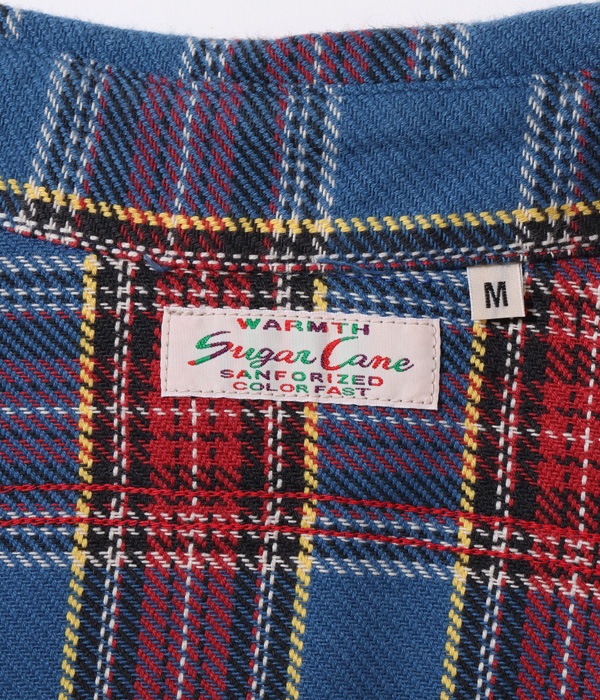 M
WARMTH
Sugar Cane
SANFORIZED
COLOR FAST